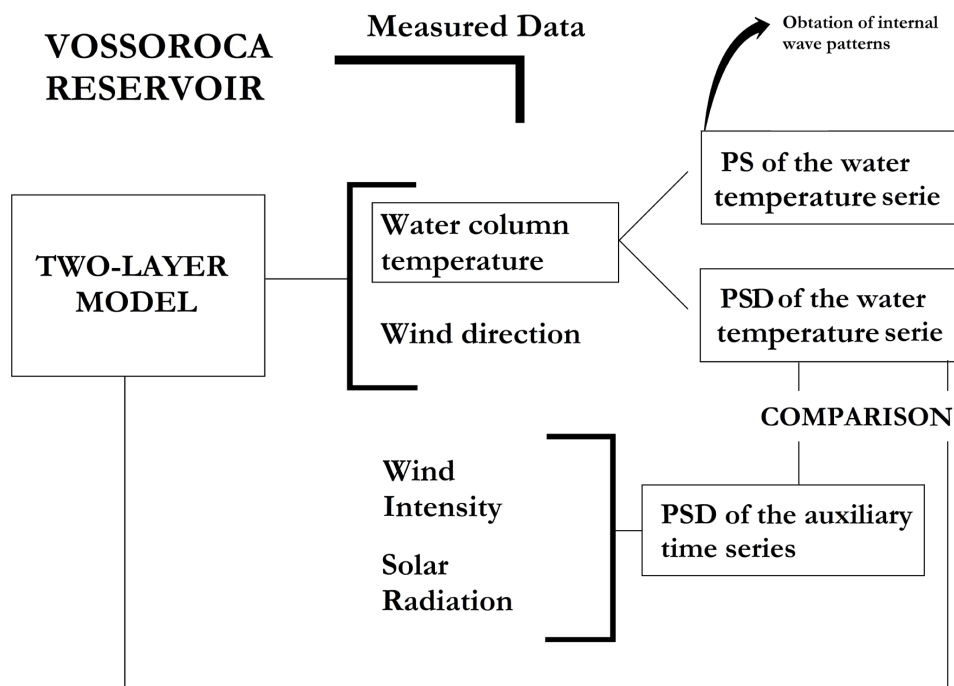 VOSSOROCA
RESERVOIR
Measured Data
Obtation of internal
wave patterns
PS of the water
temperature serie
TWO-LAYER
MODEL
Water column
temperature
Wind direction
PSD of the water
temperature serie
COMPARISON
Wind
Intensity
Solar
Radiation
PSD of the auxiliary
time series